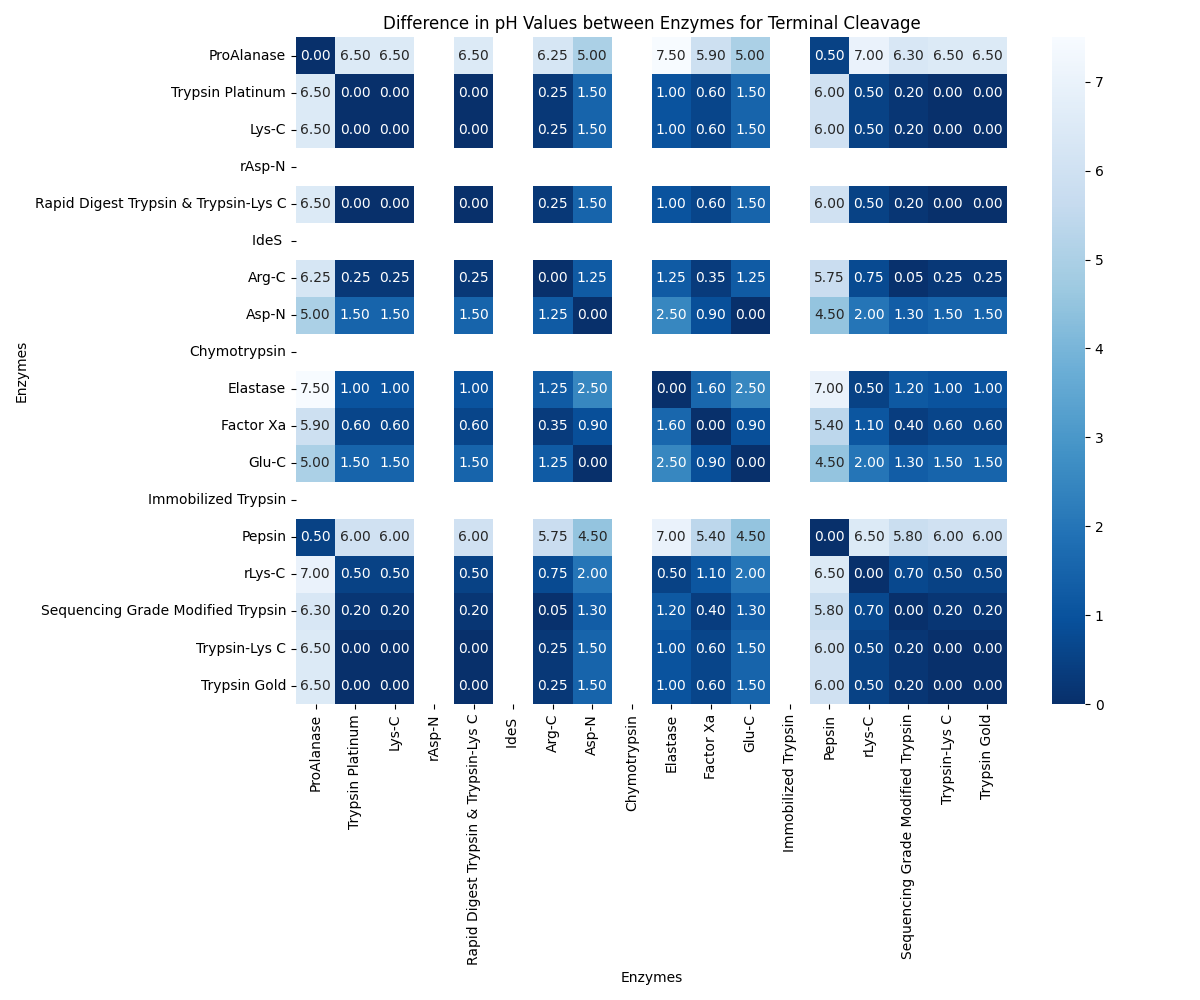 Difference in pH Values between Enzymes for Terminal Cleavage
Enzymes
ProAlanase 0.00 6.50 6.50 6.50 6.25 5.00 7.50 5.90 5.00 0.50 7.00 6.30 6.50 6.50
Trypsin Platinum 6.50 0.00 0.00 0.00 0.25 1.50 1.00 0.60 1.50 6.00 0.50 0.20 0.00 0.00
Lys-C 6.50 0.00 0.00 0.00 0.25 1.50 1.00 0.60 1.50 6.00 0.50 0.20 0.00 0.00
rAsp-N
Rapid Digest Trypsin & Trypsin-Lys C 6.50 0.00 0.00 0.00 0.25 1.50 1.00 0.60 1.50 6.00 0.50 0.20 0.00 0.00
IdeS
Arg-C 6.25 0.25 0.25 0.25 0.00 1.25 1.25 0.35 1.25 5.75 0.75 0.05 0.25 0.25
Asp-N 5.00 1.50 1.50 1.50 1.25 0.00 2.50 0.90 0.00 4.50 2.00 1.30 1.50 1.50
Chymotrypsin
Elastase 7.50 1.00 1.00 1.00 1.25 2.50 0.00 1.60 2.50 7.00 0.50 1.20 1.00 1.00
Factor Xa 5.90 0.60 0.60 0.60 0.35 0.90 1.60 0.00 0.90 5.40 1.10 0.40 0.60 0.60
Glu-C 5.00 1.50 1.50 1.50 1.25 0.00 2.50 0.90 0.00 4.50 2.00 1.30 1.50 1.50
Immobilized Trypsin
Pepsin 0.50 6.00 6.00 6.00 5.75 4.50 7.00 5.40 4.50 0.00 6.50 5.80 6.00 6.00
rLys-C 7.00 0.50 0.50 0.50 0.75 2.00 0.50 1.10 2.00 6.50 0.00 0.70 0.50 0.50
Sequencing Grade Modified Trypsin 6.30 0.20 0.20 0.20 0.05 1.30 1.20 0.40 1.30 5.80 0.70 0.00 0.20 0.20
Trypsin-Lys C 6.50 0.00 0.00 0.00 0.25 1.50 1.00 0.60 1.50 6.00 0.50 0.20 0.00 0.00
Trypsin Gold 6.50 0.00 0.00 0.00 0.25 1.50 1.00 0.60 1.50 6.00 0.50 0.20 0.00 0.00
ProAlanase
Trypsin Platinum
Lys-C
rAsp-N
Rapid Digest Trypsin & Trypsin-Lys C
IdeS
Arg-C
Asp-N
Chymotrypsin
Elastase
Factor Xa
Glu-C
Immobilized Trypsin
Pepsin
rLys-C
Sequencing Grade Modified Trypsin
Trypsin-Lys C
Trypsin Gold
Enzymes
7
6
5
4
3
2
1
0